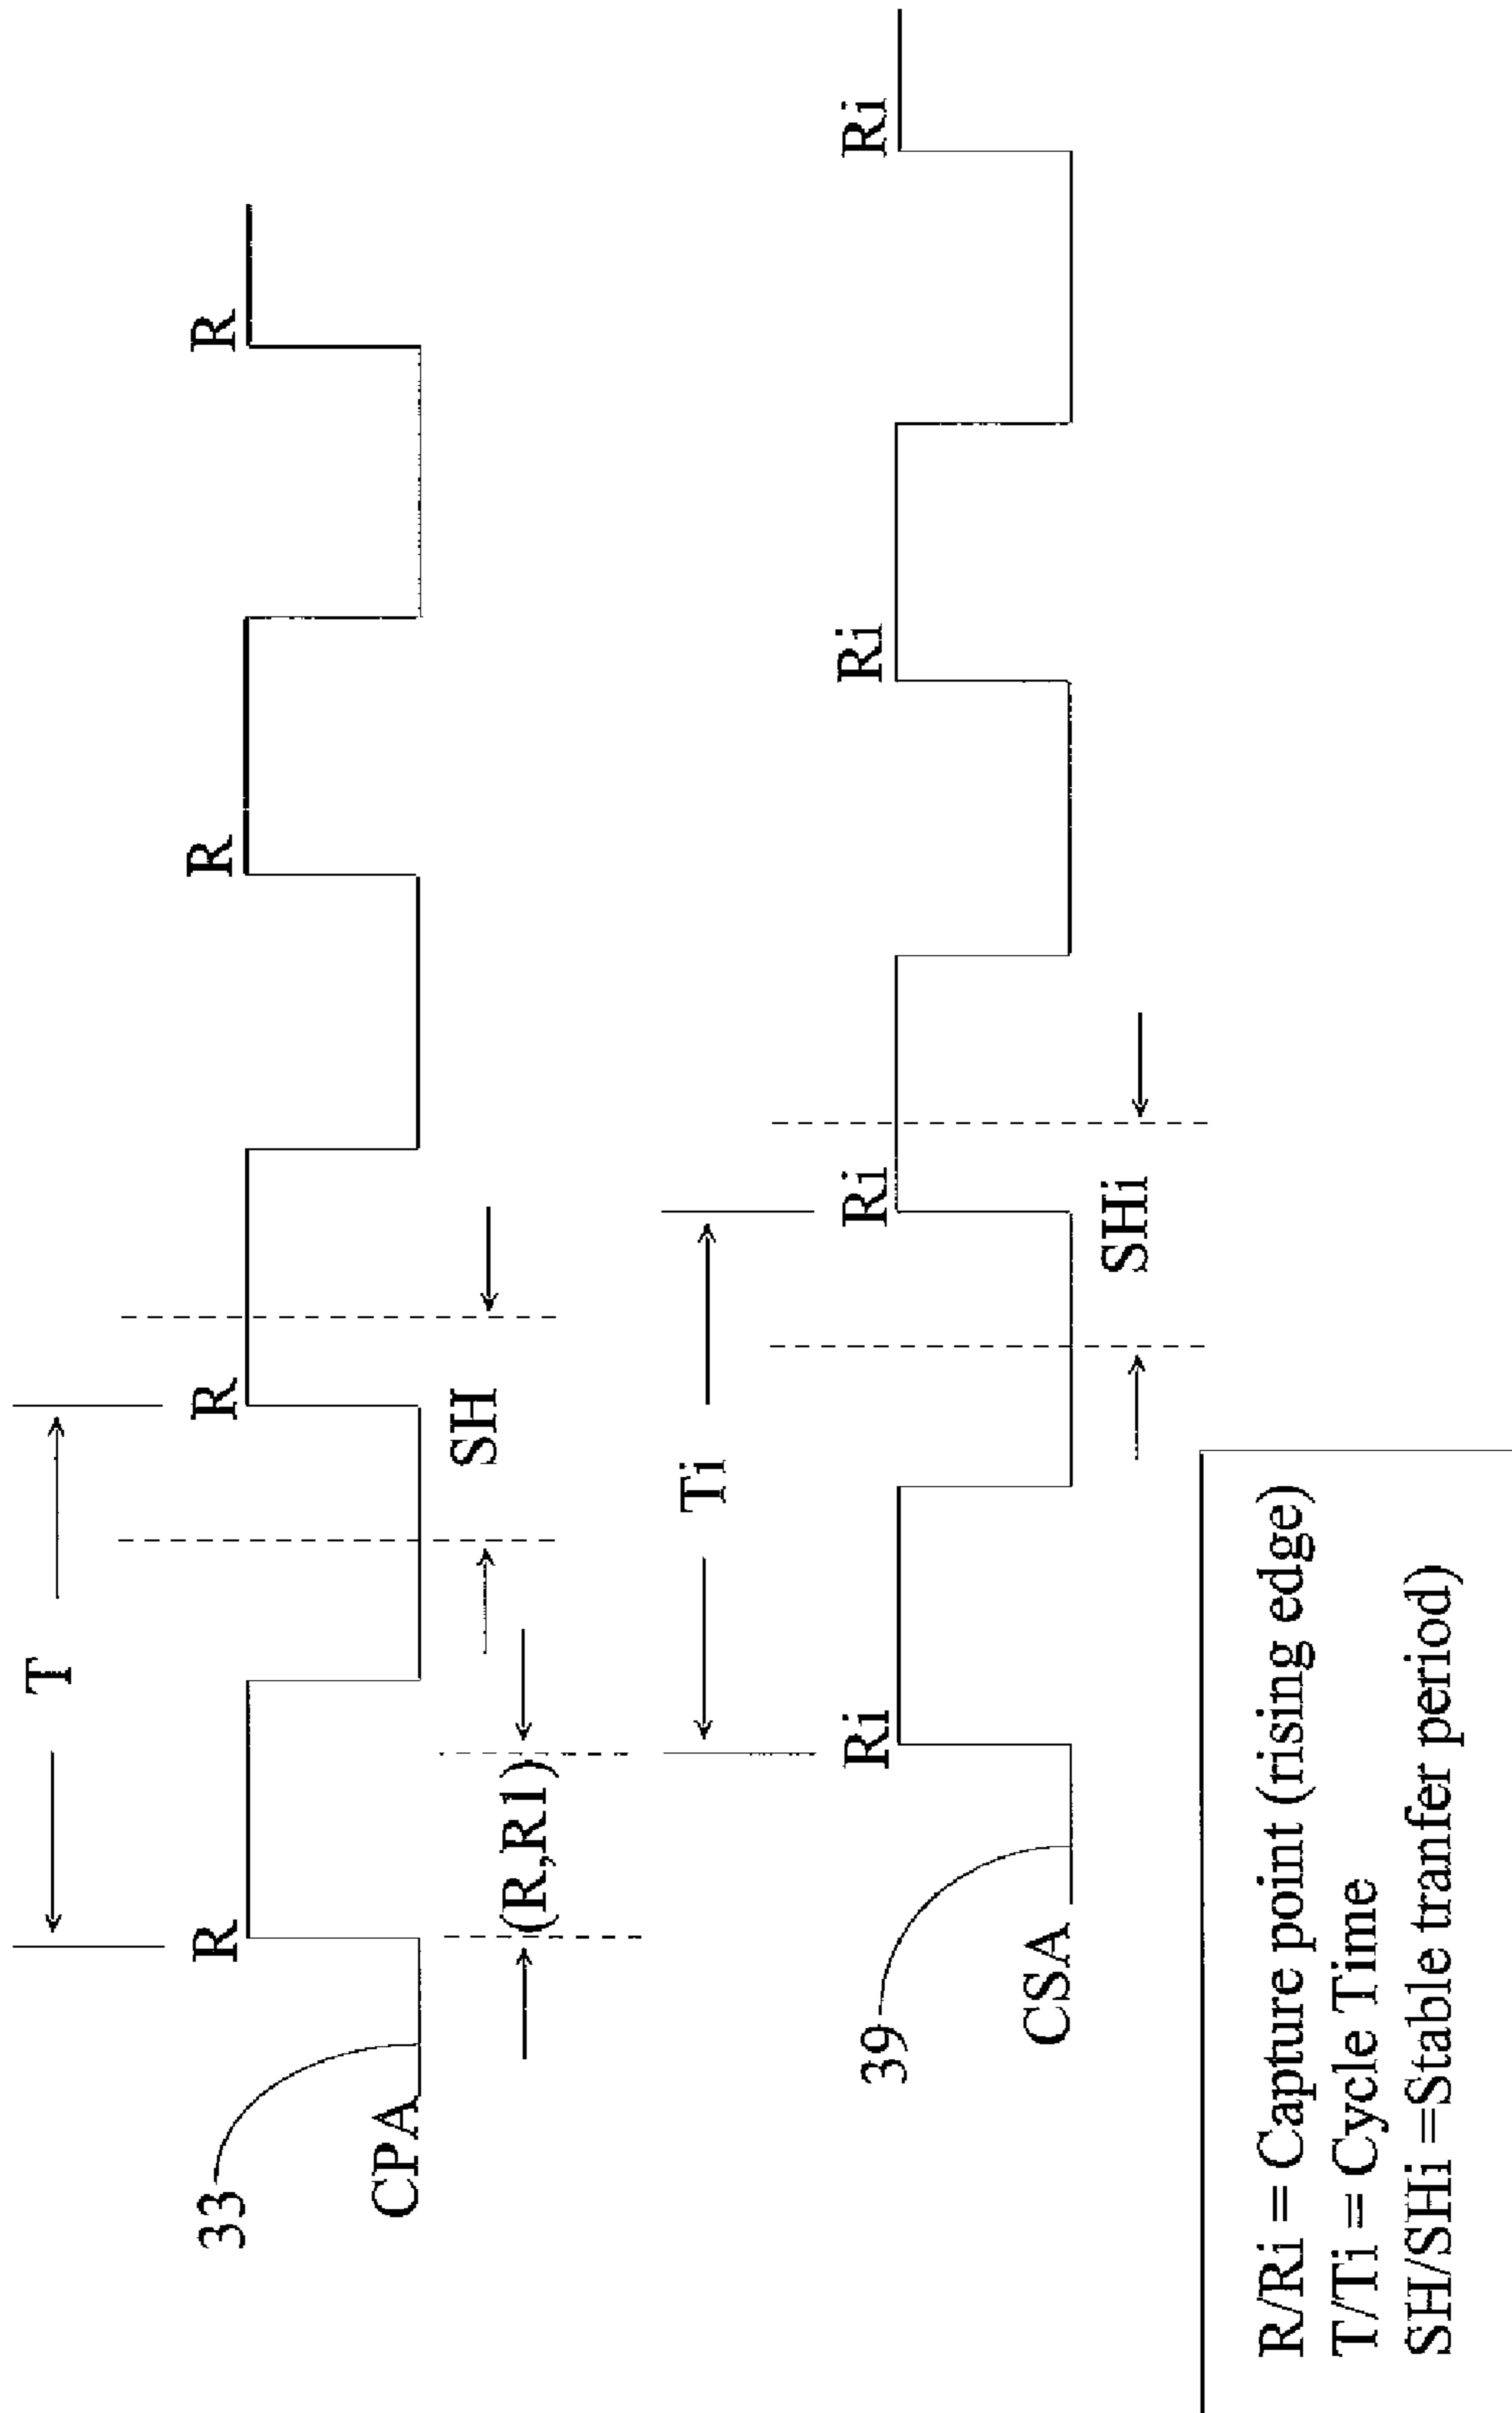 T
R
R
R
R
33
CPA
SH
(R,R1)
Ti
Ri
Ri
Ri
Ri
39
CSA
SHi
R/Ri = Capture point (rising edge)
T/Ti = Cycle Time
SH/SHi =Stable tranfer period)